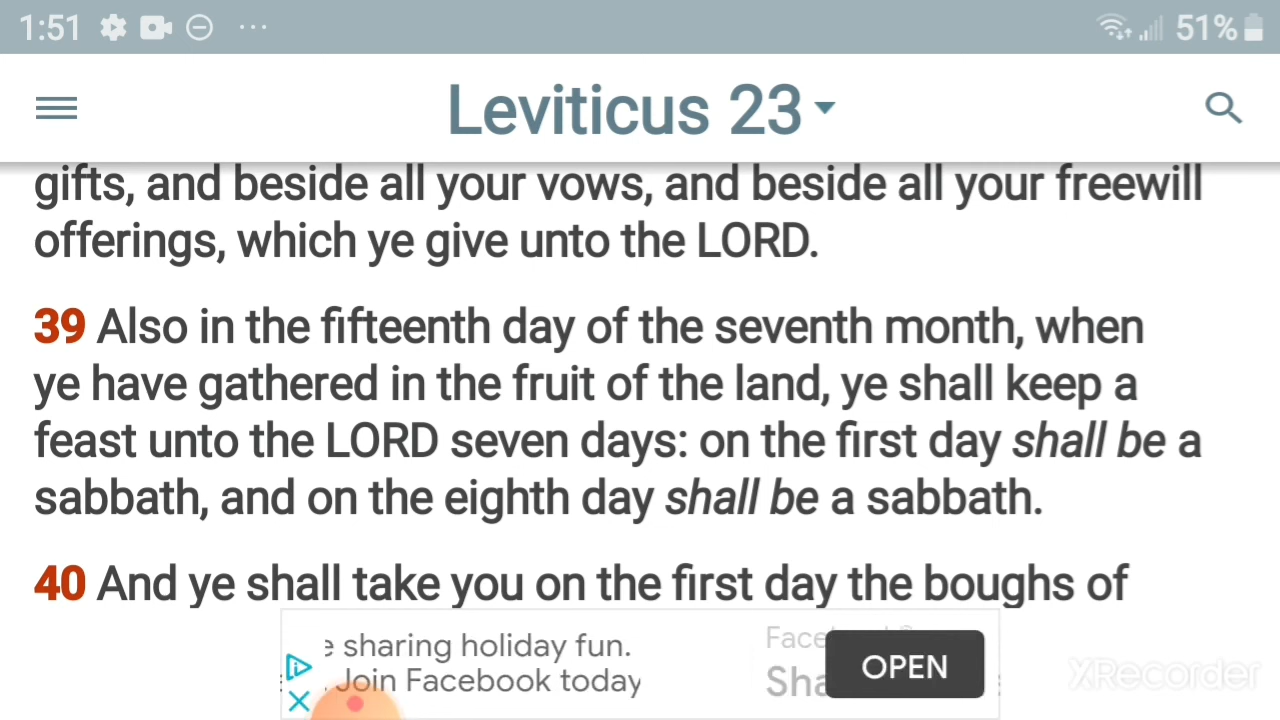 1:51 ... 51%
Leviticus 23
gifts, and beside all your vows, and beside all your freewill
offerings, which ye give unto the LORD.
39 Also in the fifteenth day of the seventh month, when
ye have gathered in the fruit of the land, ye shall keep a
feast unto the LORD seven days: on the first day shall be a
sabbath, and on the eighth day shall be a sabbath.
40 And ye shall take you on the first day the boughs of
sharing holiday fun.
Join Facebook today
OPEN
XRecorder